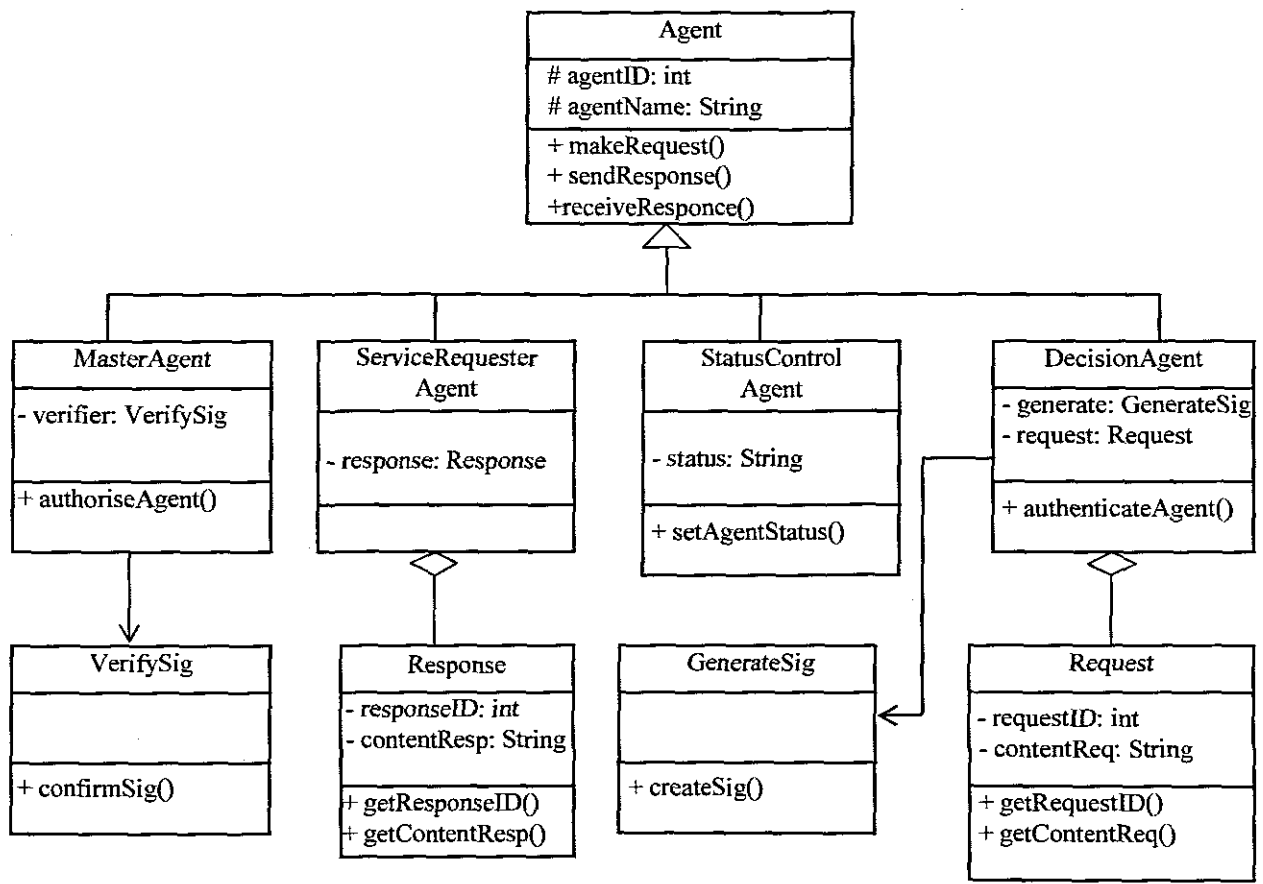 Agent
# agentID: int
# agentName: String
+ makeRequest()
+ sendResponse()
+receiveResponce()
MasterAgent
- verifier: VerifySig
+ authoriseAgent()
ServiceRequester
Agent
- response: Response
StatusControl
Agent
- status: String
+ setAgentStatus()
DecisionAgent
- generate: GenerateSig
- request: Request
+ authenticateAgent()
VerifySig
+ confirmSig()
Response
- responseID: int
- contentResp: String
+ getResponseID()
+ getContentResp()
GenerateSig
+ createSig()
Request
- requestID: int
- contentReq: String
+ getRequestID()
+ getContentReq()